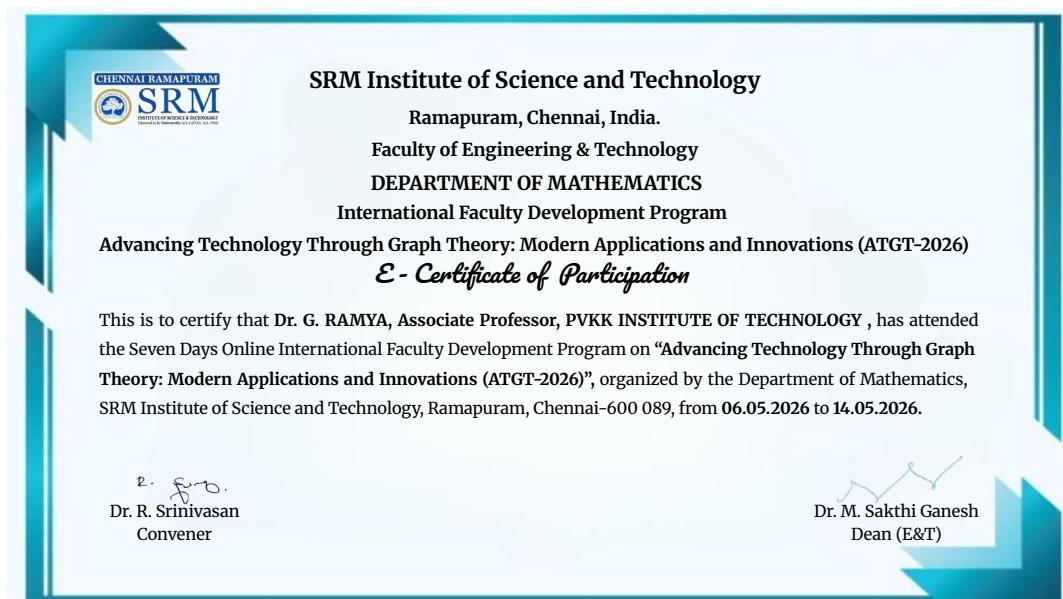 CHENNAI RAMAPURAM
SRM
INSTITUTE OF SCIENCE & TECHNOLOGY
SRM Institute of Science and Technology
Ramapuram, Chennai, India.
Faculty of Engineering & Technology
DEPARTMENT OF MATHEMATICS
International Faculty Development Program
Advancing Technology Through Graph Theory: Modern Applications and Innovations (ATGT-2026)
E - Certificate of Participation
This is to certify that Dr. G. RAMYA, Associate Professor, PVKK INSTITUTE OF TECHNOLOGY , has attended
the Seven Days Online International Faculty Development Program on “Advancing Technology Through Graph
Theory: Modern Applications and Innovations (ATGT-2026)”, organized by the Department of Mathematics,
SRM Institute of Science and Technology, Ramapuram, Chennai-600 089, from 06.05.2026 to 14.05.2026.
Dr. R. Srinivasan
Convener
Dr. M. Sakthi Ganesh
Dean (E&T)